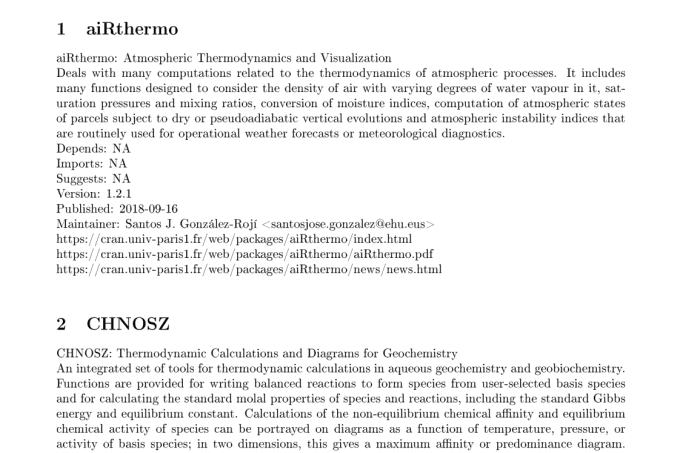 1 aiRthermo
aiRthermo: Atmospheric Thermodynamics and Visualization
Deals with many computations related to the thermodynamics of atmospheric processes. It includes
many functions designed to consider the density of air with varying degrees of water vapour in it, sat-
uration pressures and mixing ratios, conversion of moisture indices, computation of atmospheric states
of parcels subject to dry or pseudoadiabatic vertical evolutions and atmospheric instability indices that
are routinely used for operational weather forecasts or meteorological diagnostics.
Depends: NA
Imports: NA
Suggests: NA
Version: 1.2.1
Published: 2018-09-16
Maintainer: Santos J. González-Rojí <santosjose.gonzalez@ehu.eus>
https://cran.univ-paris1.fr/web/packages/aiRthermo/index.html
https://cran.univ-paris1.fr/web/packages/aiRthermo/aiRthermo.pdf
https://cran.univ-paris1.fr/web/packages/aiRthermo/news/news.html
2 CHNOSZ
CHNOSZ: Thermodynamic Calculations and Diagrams for Geochemistry
An integrated set of tools for thermodynamic calculations in aqueous geochemistry and geobiochemistry.
Functions are provided for writing balanced reactions to form species from user-selected basis species
and for calculating the standard molal properties of species and reactions, including the standard Gibbs
energy and equilibrium constant. Calculations of the non-equilibrium chemical affinity and equilibrium
chemical activity of species can be portrayed on diagrams as a function of temperature, pressure, or
activity of basis species; in two dimensions, this gives a maximum affinity or predominance diagram.